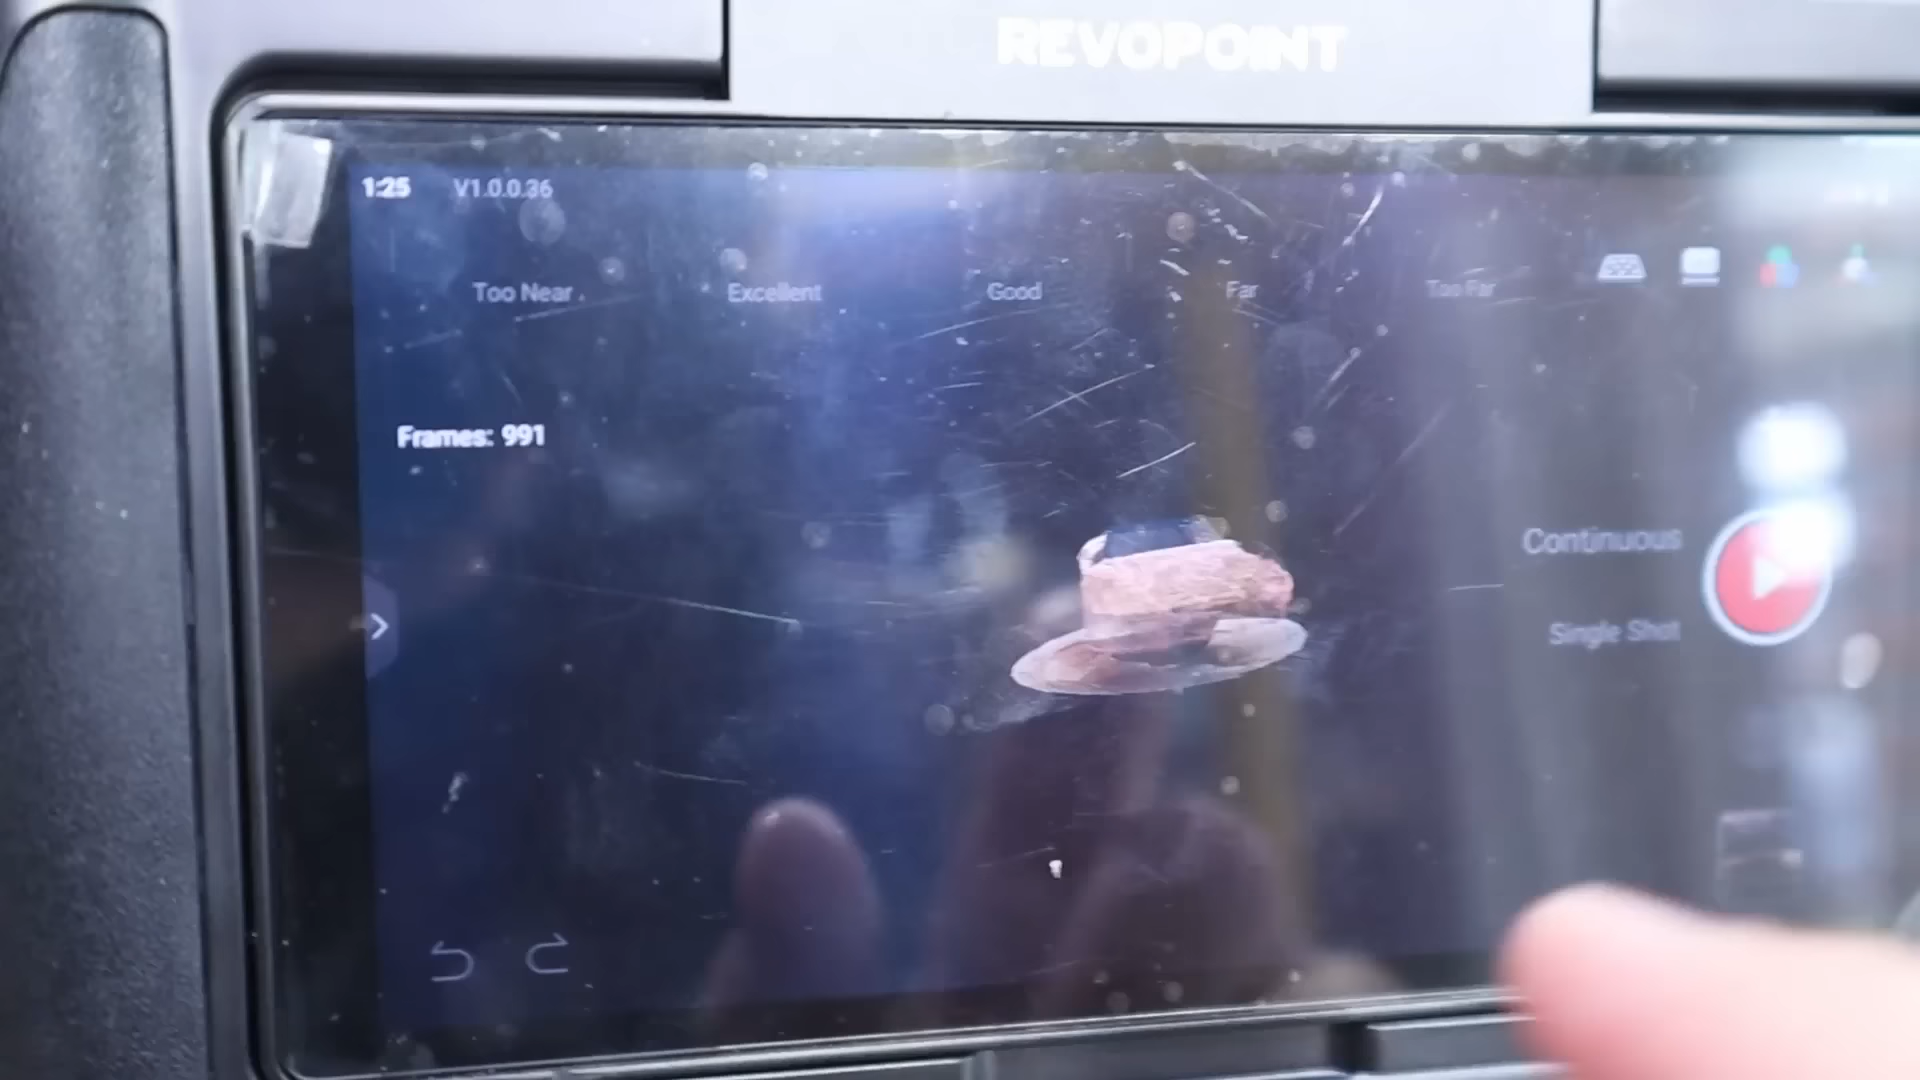 REVOPOINT
1:25 V1.0.0.36
Too Near Excellent Good Far Too Far
Frames: 991
Continuous
Single Shot